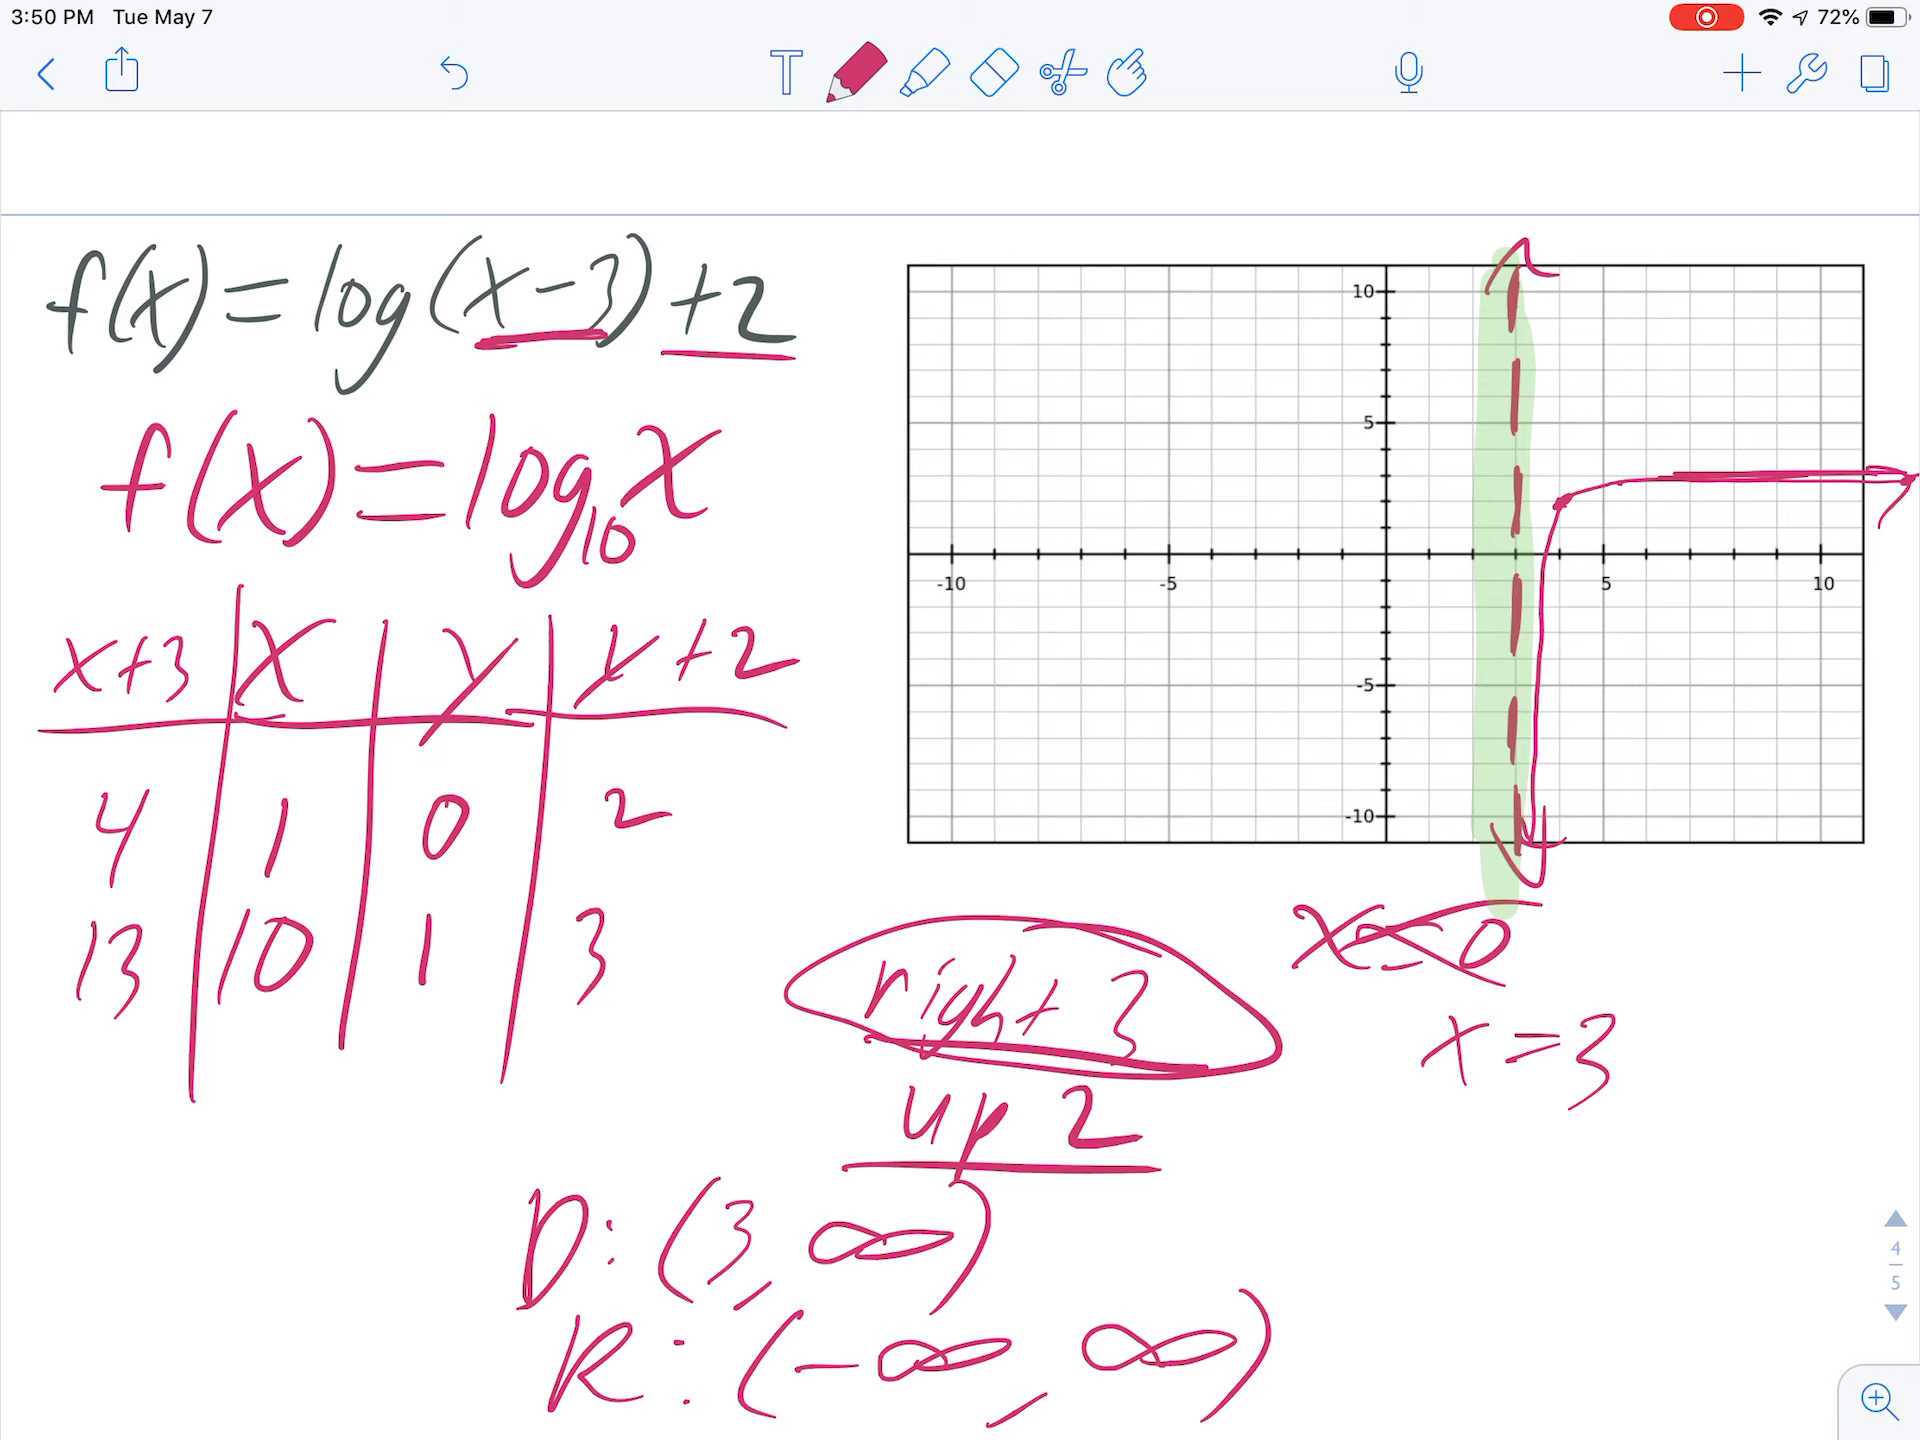 3:50 PM Tue May 7
72%
T
f(x) = log(x-3) +2
f(x) = log₁₀x
x+3 | x | y | y+2
4 | 1 | 0 | 2
13 | 10 | 1 | 3
10
5
-10 -5 5 10
-5
-10
x=0
x=3
right 3
up 2
D: (3, ∞)
R: (-∞, ∞)
4
5